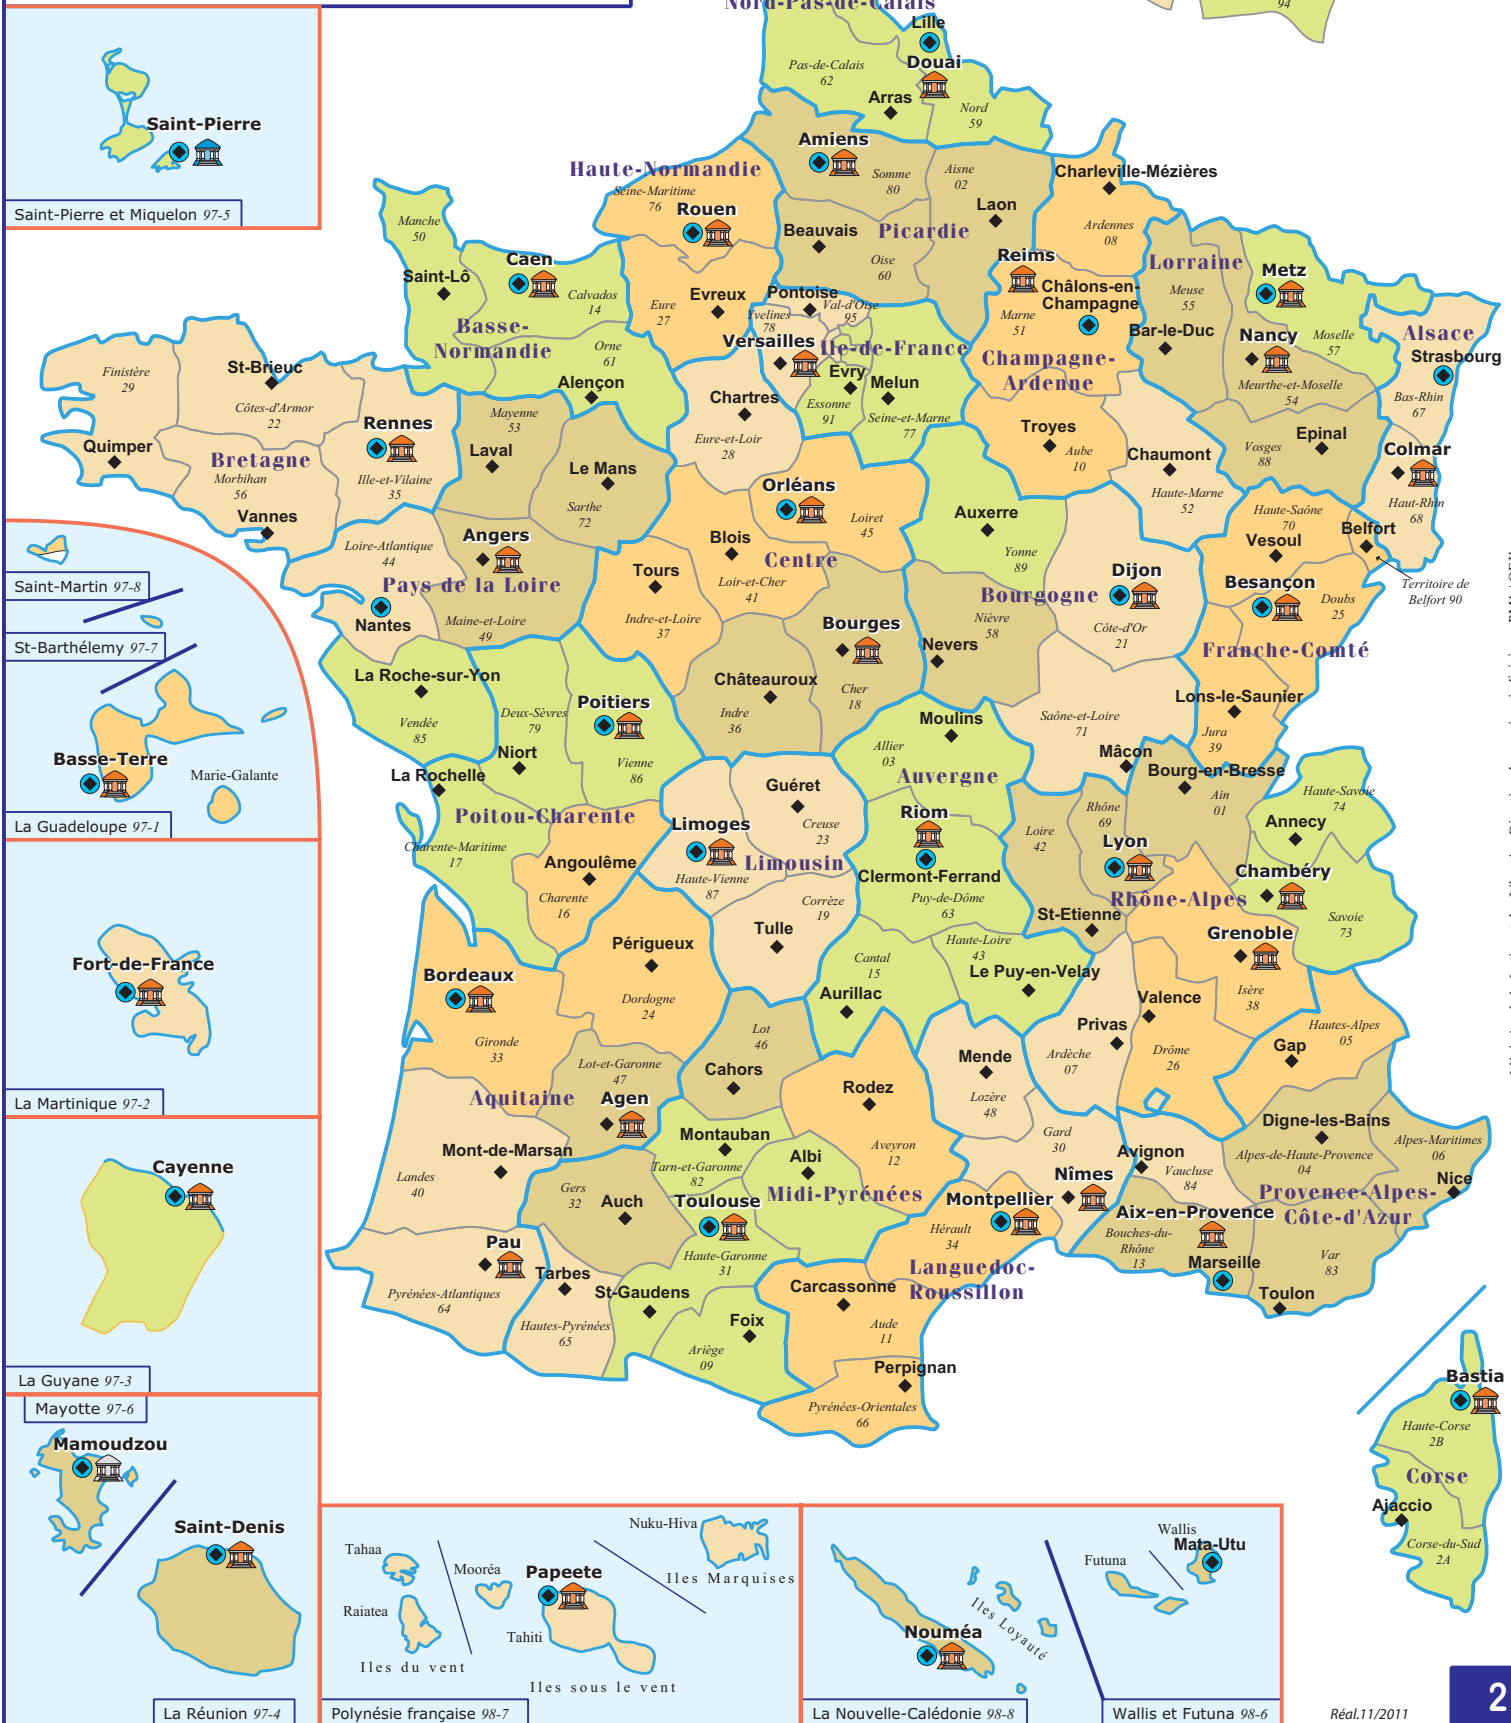 Nord-Pas-de-Calais
94
Lille
Douai
Pas-de-Calais
62
Arras
Nord
59
Saint-Pierre
Saint-Pierre et Miquelon 97-5
Amiens
Somme
80
Aisne
02
Laon
Beauvais
Picardie
Oise
60
Haute-Normandie
Seine-Maritime
76
Rouen
Evreux
Eure
27
Charleville-Mézières
Ardennes
08
Reims
Châlons-en-
Champagne
Marne
51
Champagne-
Ardenne
Troyes
Aube
10
Chaumont
Haute-Marne
52
Lorraine
Meuse
55
Bar-le-Duc
Metz
Nancy
Moselle
57
Meurthe-et-Moselle
54
Vosges
88
Epinal
Alsace
Strasbourg
Bas-Rhin
67
Colmar
Haut-Rhin
68
Manche
50
Saint-Lô
Caen
Calvados
14
Basse-
Normandie
Orne
61
Alençon
Pontoise
Val-d'Oise
95
Yvelines
78
Versailles
Ile-de-France
Evry
Melun
Essonne
91
Seine-et-Marne
77
Chartres
Eure-et-Loir
28
Finistère
29
St-Brieuc
Côtes-d'Armor
22
Quimper
Bretagne
Morbihan
56
Vannes
Rennes
Ille-et-Vilaine
35
Mayenne
53
Laval
Le Mans
Sarthe
72
Angers
Loire-Atlantique
44
Pays de la Loire
Nantes
Maine-et-Loire
49
La Roche-sur-Yon
Vendée
85
Orléans
Loiret
45
Blois
Centre
Loir-et-Cher
41
Tours
Indre-et-Loire
37
Bourges
Châteauroux
Cher
18
Indre
36
Auxerre
Yonne
89
Bourgogne
Dijon
Nièvre
58
Nevers
Côte-d'Or
21
Saône-et-Loire
71
Mâcon
Haute-Saône
70
Vesoul
Belfort
Territoire de
Belfort 90
Besançon
Doubs
25
Franche-Comté
Lons-le-Saunier
Jura
39
Saint-Martin 97-8
St-Barthélemy 97-7
Basse-Terre
Marie-Galante
La Guadeloupe 97-1
Deux-Sèvres
79
Niort
Poitiers
Vienne
86
La Rochelle
Poitou-Charente
Charente-Maritime
17
Angoulême
Charente
16
Guéret
Creuse
23
Limoges
Limousin
Haute-Vienne
87
Corrèze
19
Tulle
Moulins
Allier
03
Auvergne
Riom
Clermont-Ferrand
Puy-de-Dôme
63
Cantal
15
Aurillac
Haute-Loire
43
Le Puy-en-Velay
Bourg-en-Bresse
Ain
01
Rhône
69
Loire
42
Lyon
St-Etienne
Rhône-Alpes
Haute-Savoie
74
Annecy
Chambéry
Savoie
73
Grenoble
Isère
38
Valence
Drôme
26
Privas
Ardèche
07
Fort-de-France
La Martinique 97-2
Bordeaux
Gironde
33
Périgueux
Dordogne
24
Lot-et-Garonne
47
Agen
Aquitaine
Mont-de-Marsan
Landes
40
Pau
Pyrénées-Atlantiques
64
Lot
46
Cahors
Rodez
Aveyron
12
Montauban
Tarn-et-Garonne
82
Albi
Midi-Pyrénées
Gers
32
Auch
Toulouse
Haute-Garonne
31
Tarbes
Hautes-Pyrénées
65
St-Gaudens
Foix
Ariège
09
Mende
Lozère
48
Gard
30
Nîmes
Montpellier
Hérault
34
Languedoc-
Roussillon
Carcassonne
Aude
11
Perpignan
Pyrénées-Orientales
66
Hautes-Alpes
05
Gap
Digne-les-Bains
Alpes-de-Haute-Provence
04
Alpes-Maritimes
06
Nice
Avignon
Vaucluse
84
Provence-Alpes-
Côte-d'Azur
Aix-en-Provence
Bouches-du-
Rhône
13
Marseille
Var
83
Toulon
Cayenne
La Guyane 97-3
Mayotte 97-6
Mamoudzou
Saint-Denis
La Réunion 97-4
Bastia
Haute-Corse
2B
Corse
Ajaccio
Corse-du-Sud
2A
Tahaa
Mooréa
Papeete
Raiatea
Tahiti
Nuku-Hiva
Iles Marquises
Iles du vent
Iles sous le vent
Polynésie française 98-7
Nouméa
Iles Loyauté
La Nouvelle-Calédonie 98-8
Wallis
Mata-Utu
Futuna
Wallis et Futuna 98-6
Réal.11/2011
2